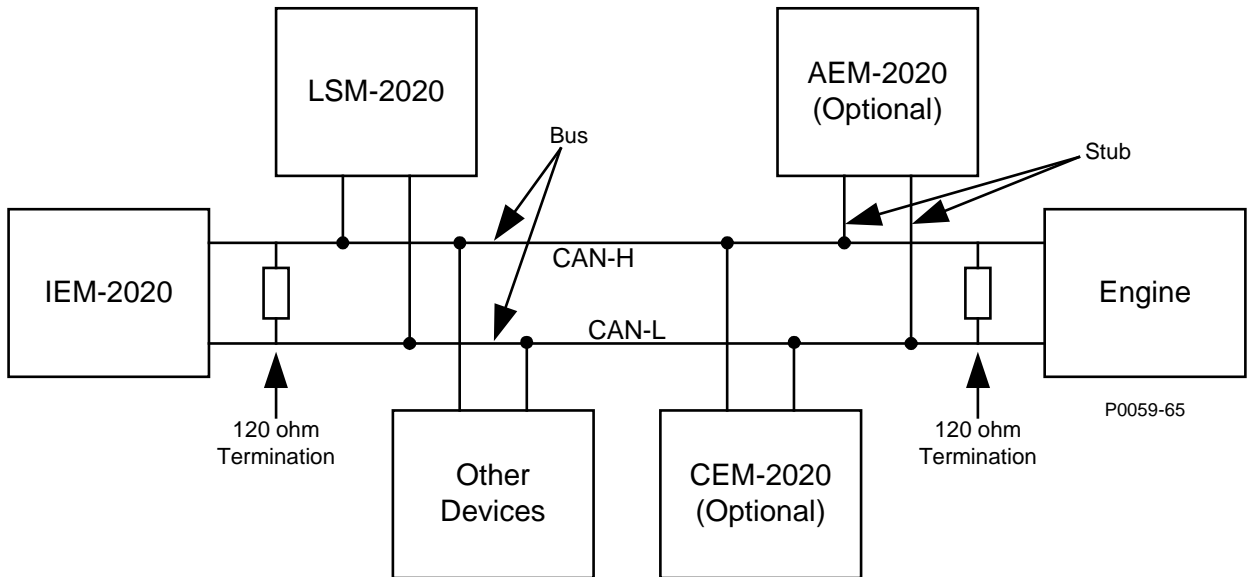 LSM-2020
AEM-2020
(Optional)
Bus
Stub
CAN-H
IEM-2020
Engine
CAN-L
P0059-65
120 ohm
Termination
120 ohm
Termination
Other
Devices
CEM-2020
(Optional)